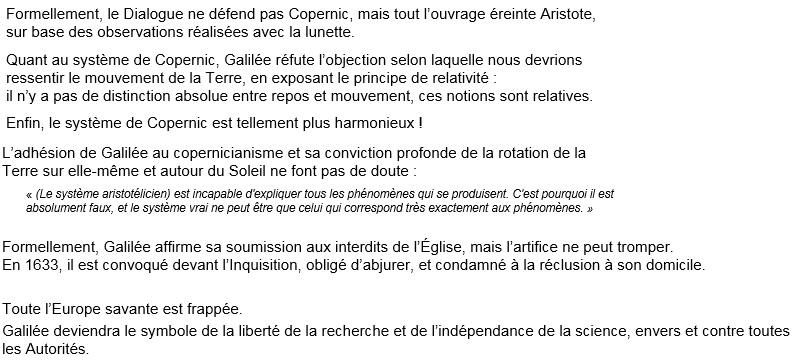 Formellement, le Dialogue ne défend pas Copernic, mais tout l'ouvrage éreinte Aristote,
sur base des observations réalisées avec la lunette.
Quant au système de Copernic, Galilée réfute l'objection selon laquelle nous devrions
ressentir le mouvement de la Terre, en exposant le principe de relativité :
il n'y a pas de distinction absolue entre repos et mouvement, ces notions sont relatives.
Enfin, le système de Copernic est tellement plus harmonieux !
L'adhésion de Galilée au copernicianisme et sa conviction profonde de la rotation de la
Terre sur elle-même et autour du Soleil ne font pas de doute :
« (Le système aristotélicien) est incapable d'expliquer tous les phénomènes qui se produisent. C'est pourquoi il est
absolument faux, et le système vrai ne peut être que celui qui correspond très exactement aux phénomènes. »
Formellement, Galilée affirme sa soumission aux interdits de l'Église, mais l'artifice ne peut tromper.
En 1633, il est convoqué devant l'Inquisition, obligé d'abjurer, et condamné à la réclusion à son domicile.
Toute l'Europe savante est frappée.
Galilée deviendra le symbole de la liberté de la recherche et de l'indépendance de la science, envers et contre toutes
les Autorités.